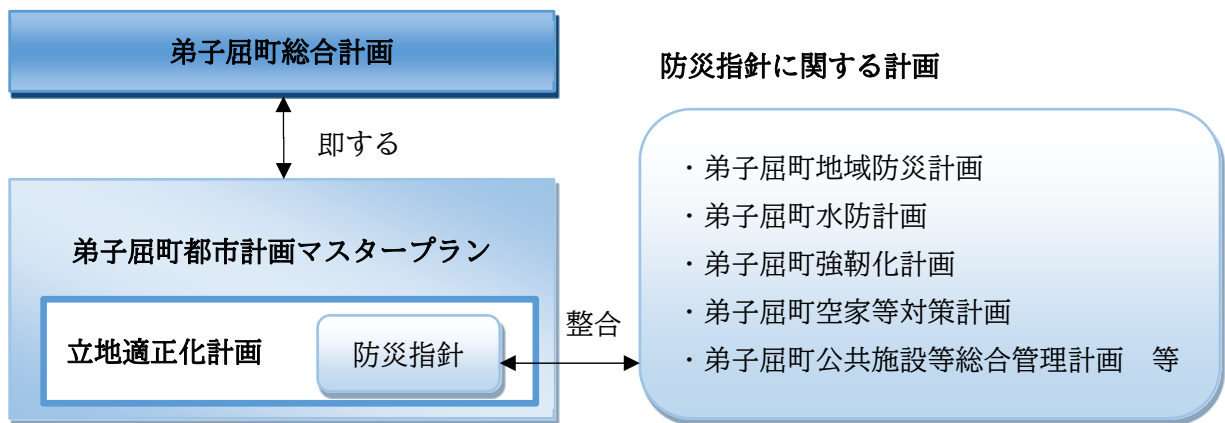 弟子屈町総合計画
即する
弟子屈町都市計画マスタープラン
立地適正化計画
防災指針
整合
防災指針に関する計画
・弟子屈町地域防災計画
・弟子屈町水防計画
・弟子屈町強靭化計画
・弟子屈町空家等対策計画
・弟子屈町公共施設等総合管理計画　等